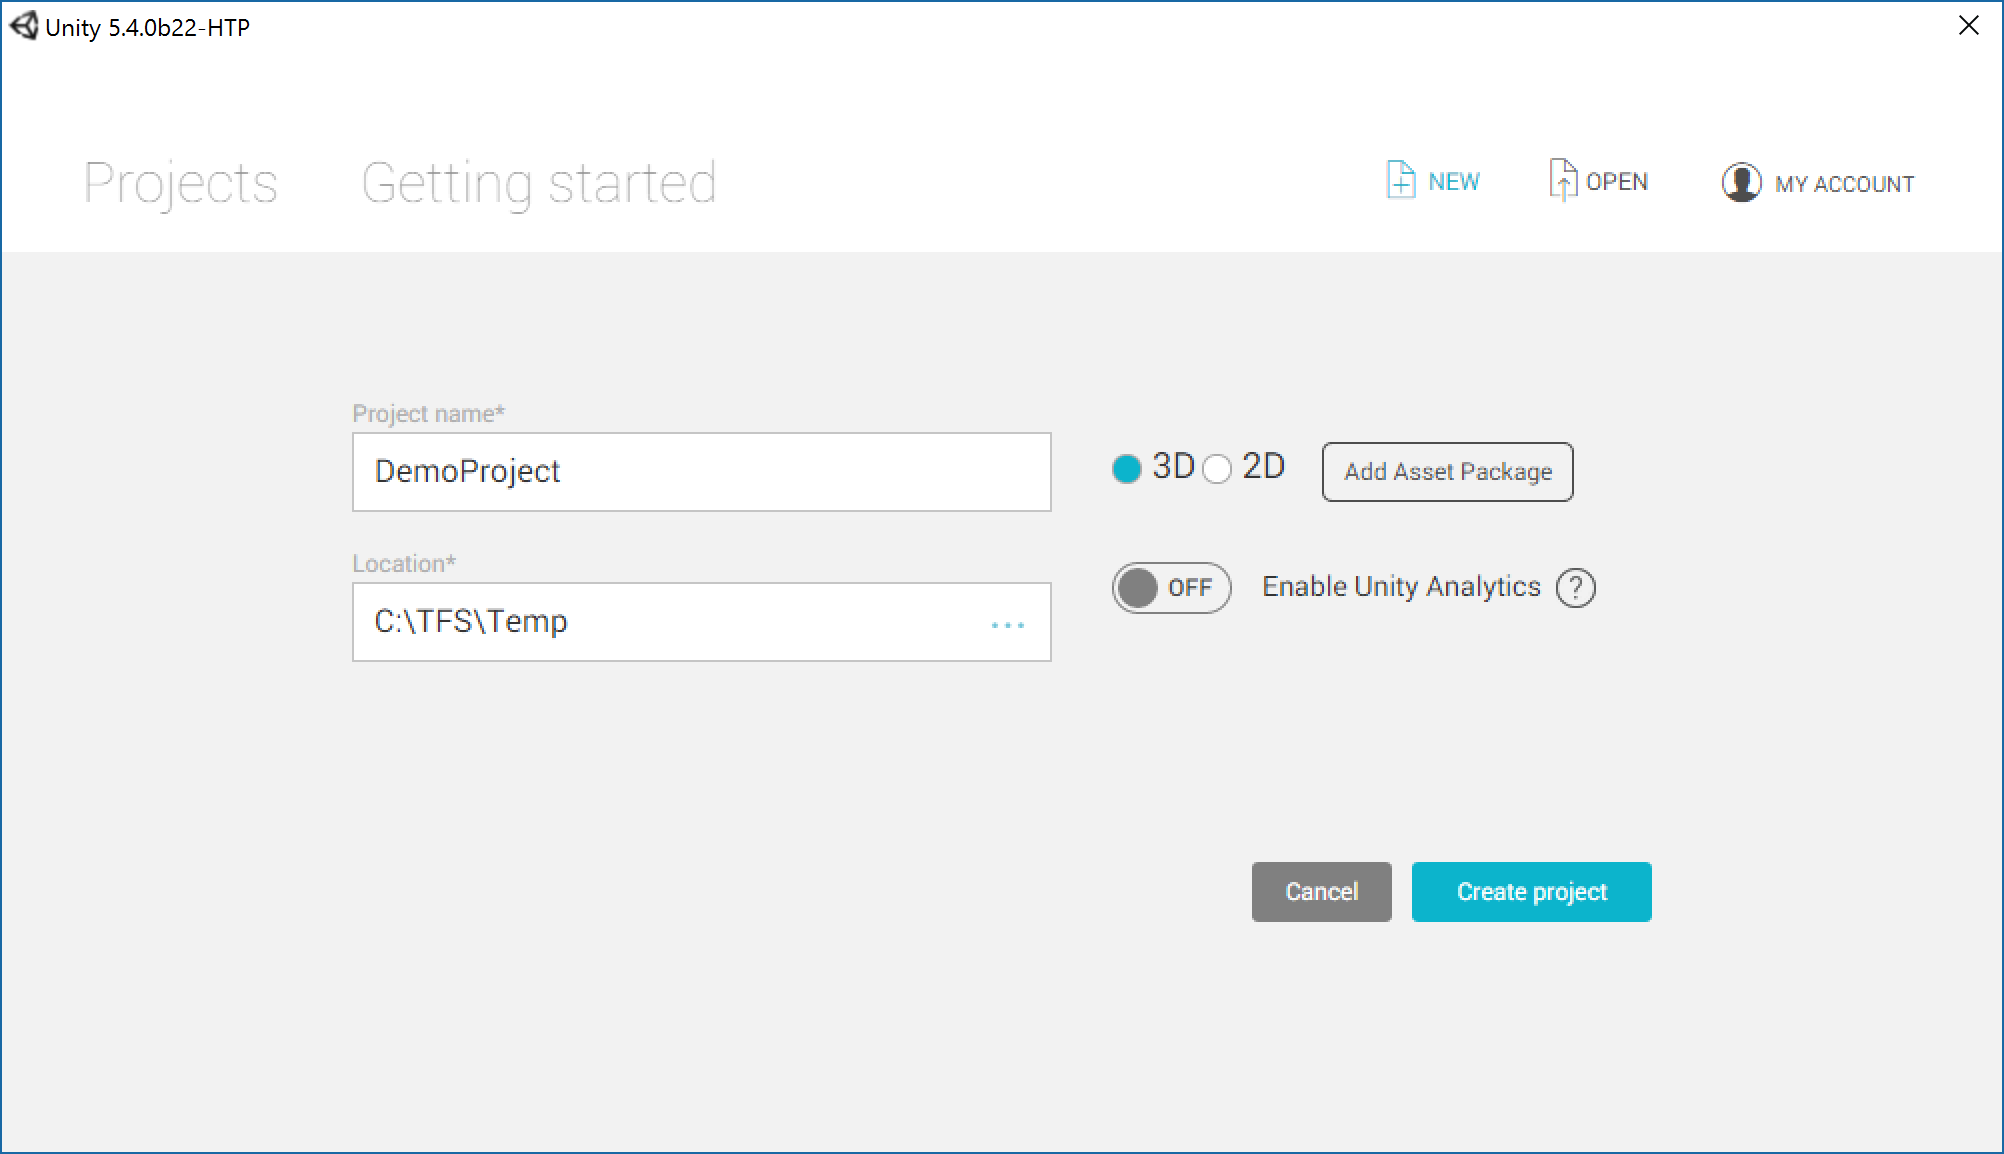 Unity 5.4.0b22-HTP
Projects Getting started NEW OPEN MY ACCOUNT
Project name*
DemoProject
3D 2D Add Asset Package
Location*
C:\TFS\Temp ...
OFF Enable Unity Analytics ?
Cancel Create project